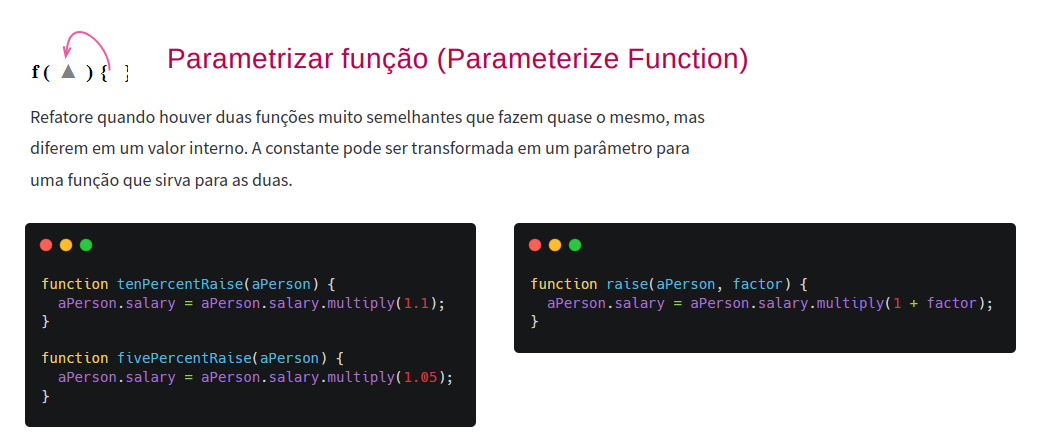 f( ▲ ){ }
Parametrizar função (Parameterize Function)
Refatore quando houver duas funções muito semelhantes que fazem quase o mesmo, mas
diferem em um valor interno. A constante pode ser transformada em um parâmetro para
uma função que sirva para as duas.
function tenPercentRaise(aPerson) {
  aPerson.salary = aPerson.salary.multiply(1.1);
}
function fivePercentRaise(aPerson) {
  aPerson.salary = aPerson.salary.multiply(1.05);
}
function raise(aPerson, factor) {
  aPerson.salary = aPerson.salary.multiply(1 + factor);
}